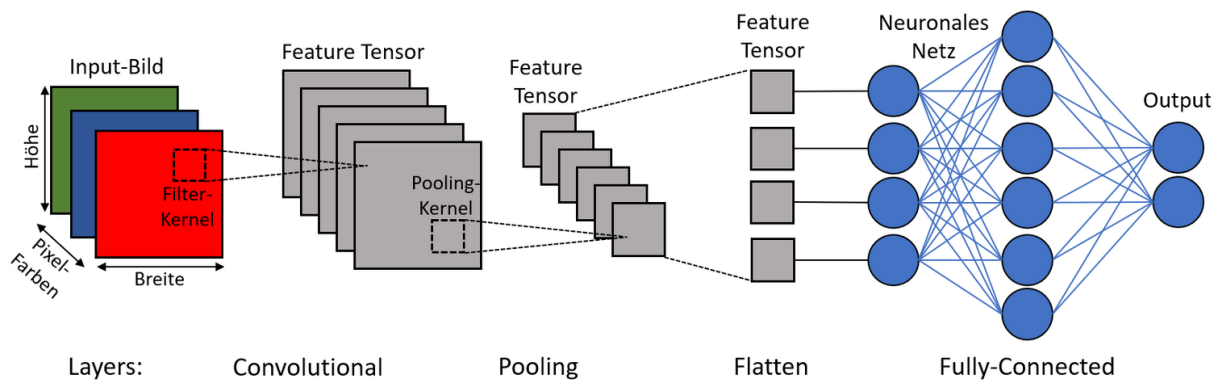 Input-Bild
Höhe
Filter-
Kernel
Pixel-
Farben
Breite
Feature Tensor
Pooling-
Kernel
Feature
Tensor
Feature
Tensor
Neuronales
Netz
Output
Layers:
Convolutional
Pooling
Flatten
Fully-Connected